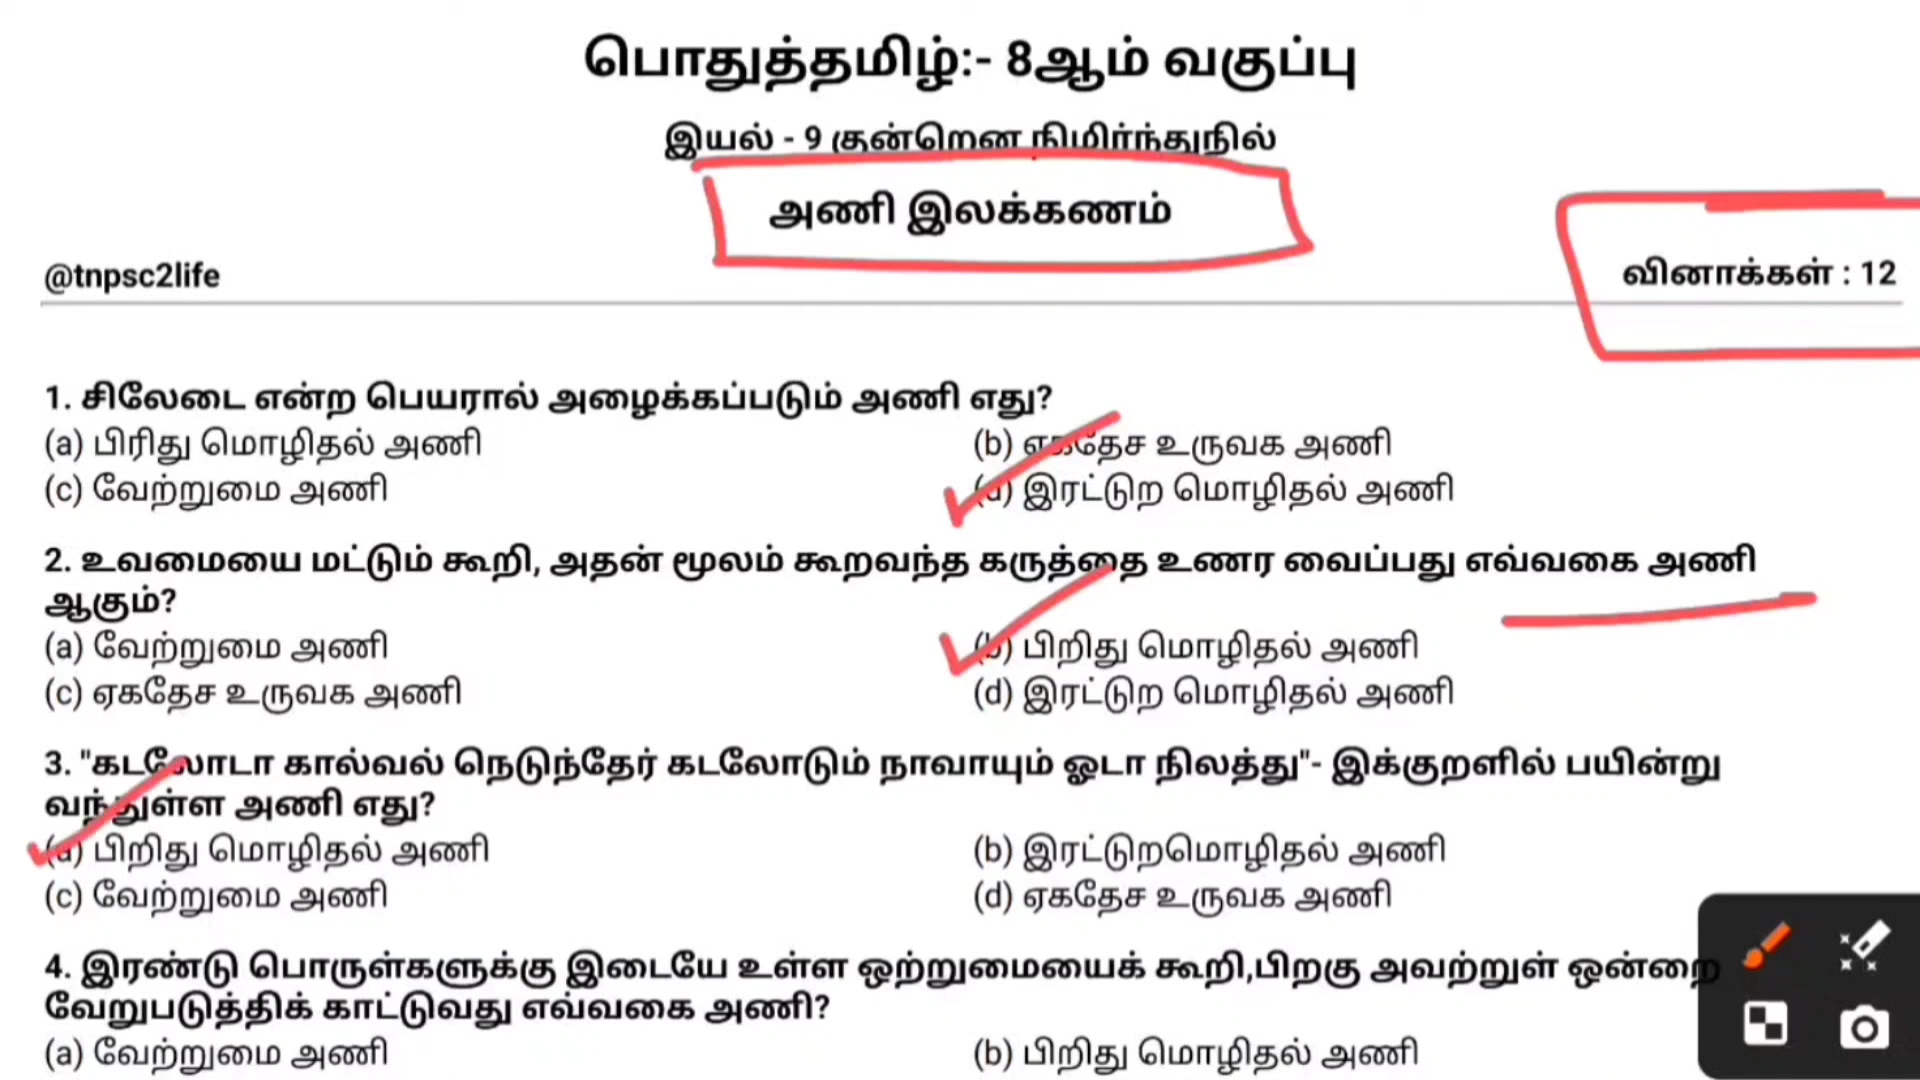 பொதுத்தமிழ்:- 8ஆம் வகுப்பு
இயல் - 9 குன்றென நிமிர்ந்துநில்
அணி இலக்கணம்
@tnpsc2life
வினாக்கள் : 12
1. சிலேடை என்ற பெயரால் அழைக்கப்படும் அணி எது?
(a) பிரிது மொழிதல் அணி (b) ஏகதேச உருவக அணி
(c) வேற்றுமை அணி (d) இரட்டுற மொழிதல் அணி
2. உவமையை மட்டும் கூறி, அதன் மூலம் கூறவந்த கருத்தை உணர வைப்பது எவ்வகை அணி
ஆகும்?
(a) வேற்றுமை அணி (b) பிறிது மொழிதல் அணி
(c) ஏகதேச உருவக அணி (d) இரட்டுற மொழிதல் அணி
3. "கடலோடா கால்வல் நெடுந்தேர் கடலோடும் நாவாயும் ஓடா நிலத்து"- இக்குறளில் பயின்று
வந்துள்ள அணி எது?
(a) பிறிது மொழிதல் அணி (b) இரட்டுறமொழிதல் அணி
(c) வேற்றுமை அணி (d) ஏகதேச உருவக அணி
4. இரண்டு பொருள்களுக்கு இடையே உள்ள ஒற்றுமையைக் கூறி,பிறகு அவற்றுள் ஒன்றை
வேறுபடுத்திக் காட்டுவது எவ்வகை அணி?
(a) வேற்றுமை அணி (b) பிறிது மொழிதல் அணி